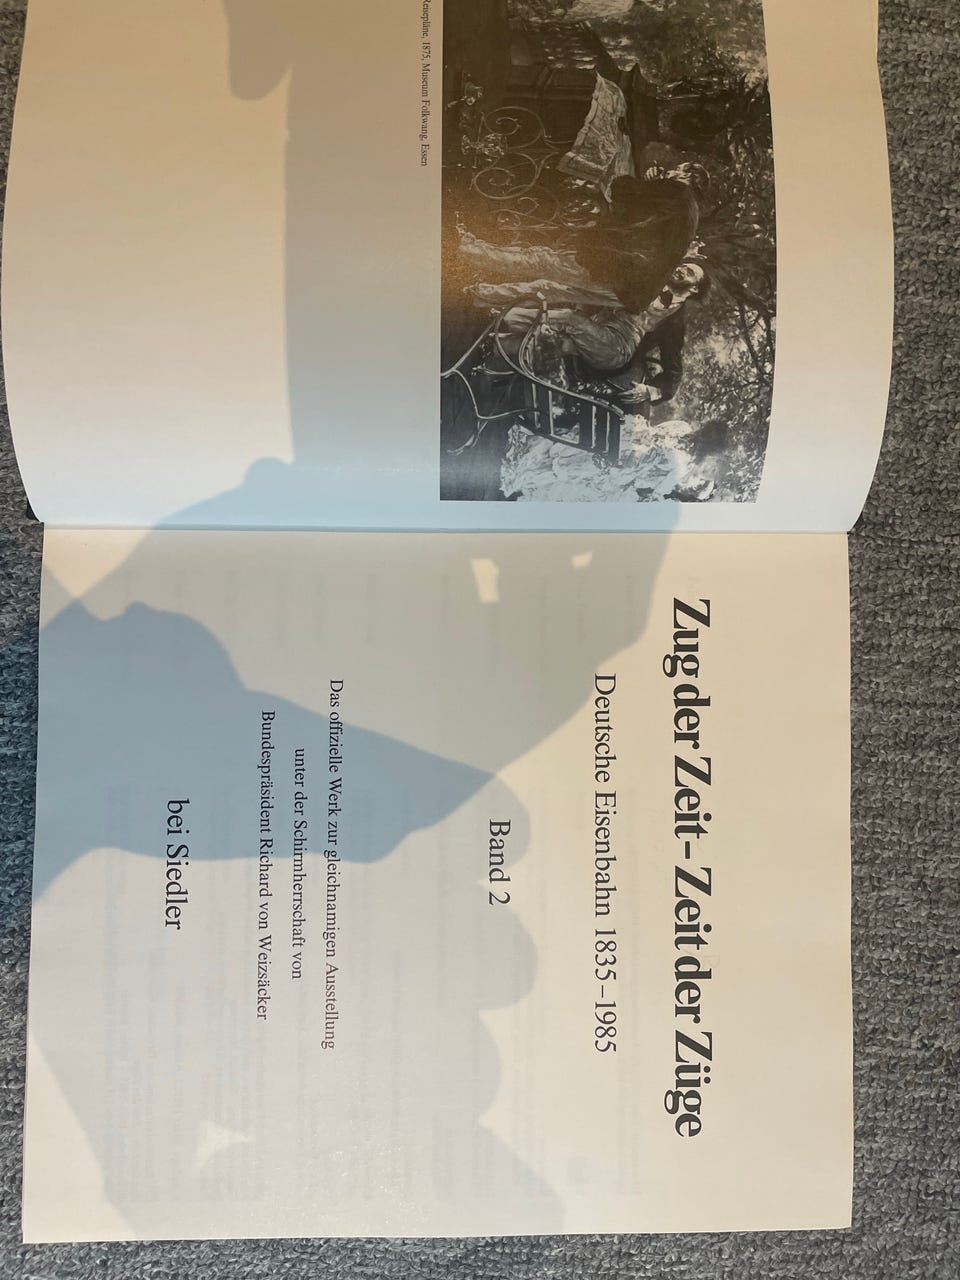 Reisepläne, 1875, Museum Folkwang, Essen
Zug der Zeit – Zeit der Züge
Deutsche Eisenbahn 1835–1985
Band 2
Das offizielle Werk zur gleichnamigen Ausstellung
unter der Schirmherrschaft von
Bundespräsident Richard von Weizsäcker
bei Siedler